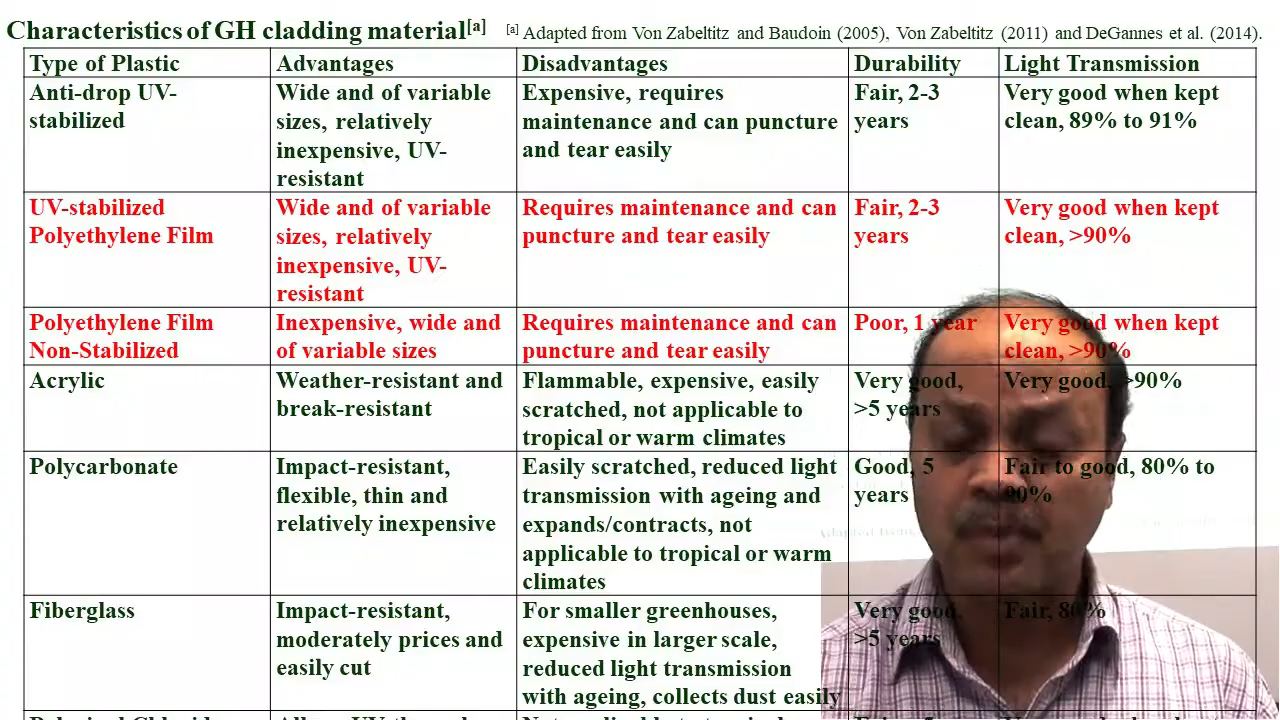 Characteristics of GH cladding material[a] [a] Adapted from Von Zabeltitz and Baudoin (2005), Von Zabeltitz (2011) and DeGannes et al. (2014).
Type of Plastic Advantages Disadvantages Durability Light Transmission
Anti-drop UV-
stabilized
Wide and of variable
sizes, relatively
inexpensive, UV-
resistant
Expensive, requires
maintenance and can puncture
and tear easily
Fair, 2-3
years
Very good when kept
clean, 89% to 91%
UV-stabilized
Polyethylene Film
Wide and of variable
sizes, relatively
inexpensive, UV-
resistant
Requires maintenance and can
puncture and tear easily
Fair, 2-3
years
Very good when kept
clean, >90%
Polyethylene Film
Non-Stabilized
Inexpensive, wide and
of variable sizes
Requires maintenance and can
puncture and tear easily
Poor, 1 year
Very good when kept
clean, >90%
Acrylic
Weather-resistant and
break-resistant
Flammable, expensive, easily
scratched, not applicable to
tropical or warm climates
Very good,
>5 years
Very good, >90%
Polycarbonate
Impact-resistant,
flexible, thin and
relatively inexpensive
Easily scratched, reduced light
transmission with ageing and
expands/contracts, not
applicable to tropical or warm
climates
Good, 5
years
Fair to good, 80% to
90%
Fiberglass
Impact-resistant,
moderately prices and
easily cut
For smaller greenhouses,
expensive in larger scale,
reduced light transmission
with ageing, collects dust easily
Very good,
>5 years
Fair, 80%